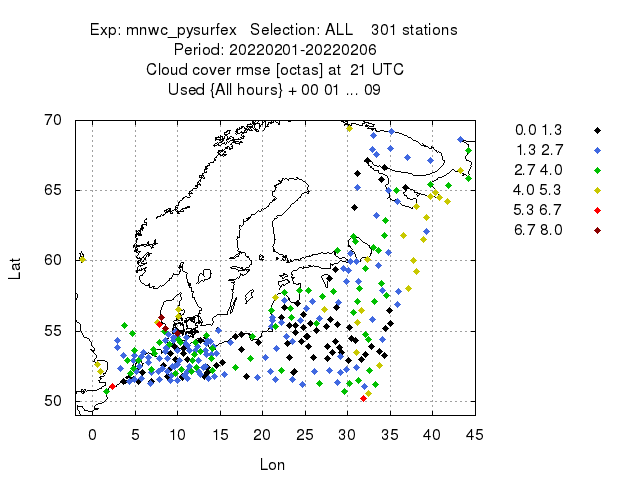 Exp: mnwc_pysurfex   Selection: ALL    301 stations
Period: 20220201-20220206
Cloud cover rmse [octas] at  21 UTC
Used {All hours} + 00 01 ... 09
0.0 1.3
1.3 2.7
2.7 4.0
4.0 5.3
5.3 6.7
6.7 8.0
70
65
60
55
50
Lat
0 5 10 15 20 25 30 35 40 45
Lon